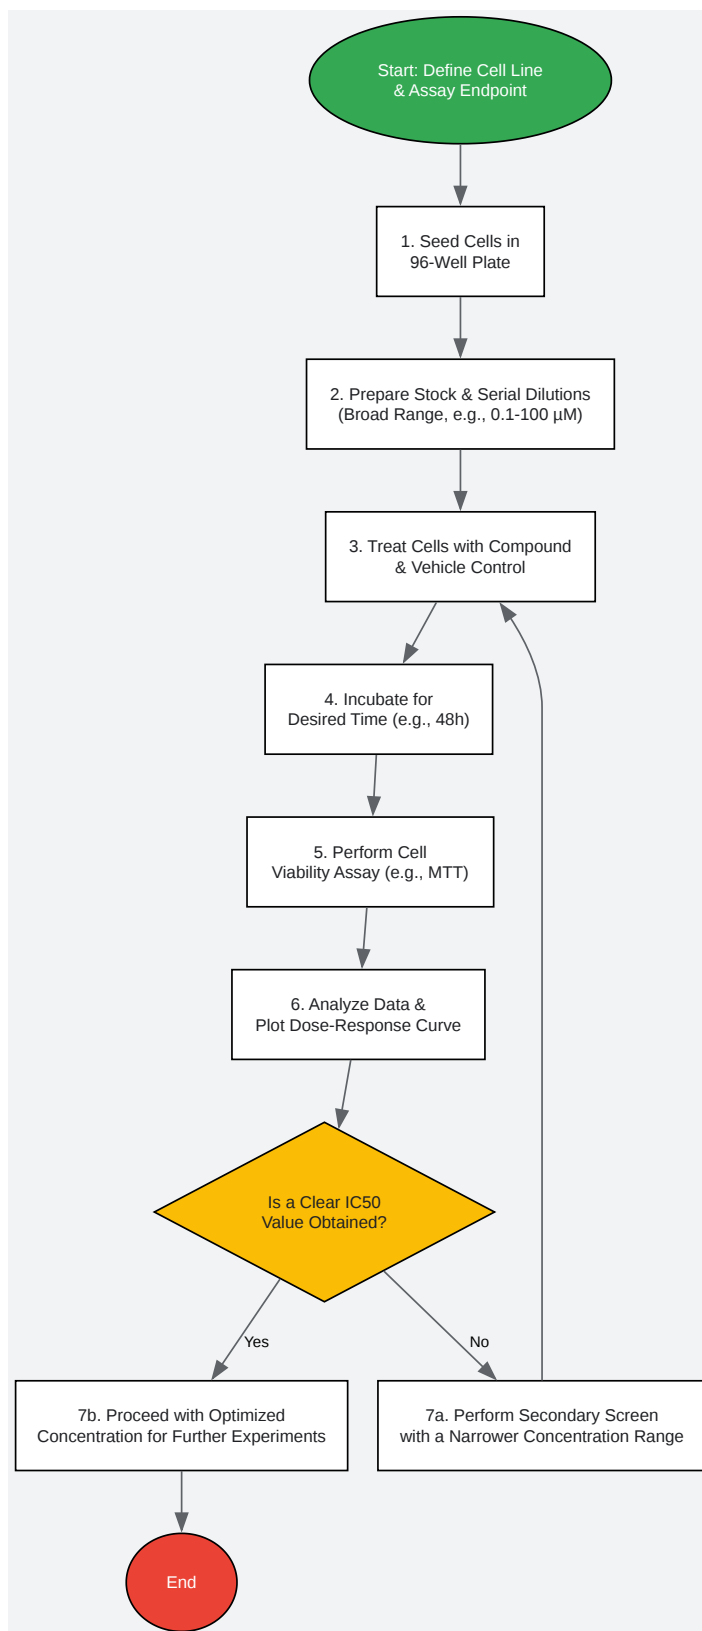 Start: Define Cell Line
& Assay Endpoint
1. Seed Cells in
96-Well Plate
2. Prepare Stock & Serial Dilutions
(Broad Range, e.g., 0.1-100 µM)
3. Treat Cells with Compound
& Vehicle Control
4. Incubate for
Desired Time (e.g., 48h)
5. Perform Cell
Viability Assay (e.g., MTT)
6. Analyze Data &
Plot Dose-Response Curve
Is a Clear IC50
Value Obtained?
Yes
No
7b. Proceed with Optimized
Concentration for Further Experiments
7a. Perform Secondary Screen
with a Narrower Concentration Range
End